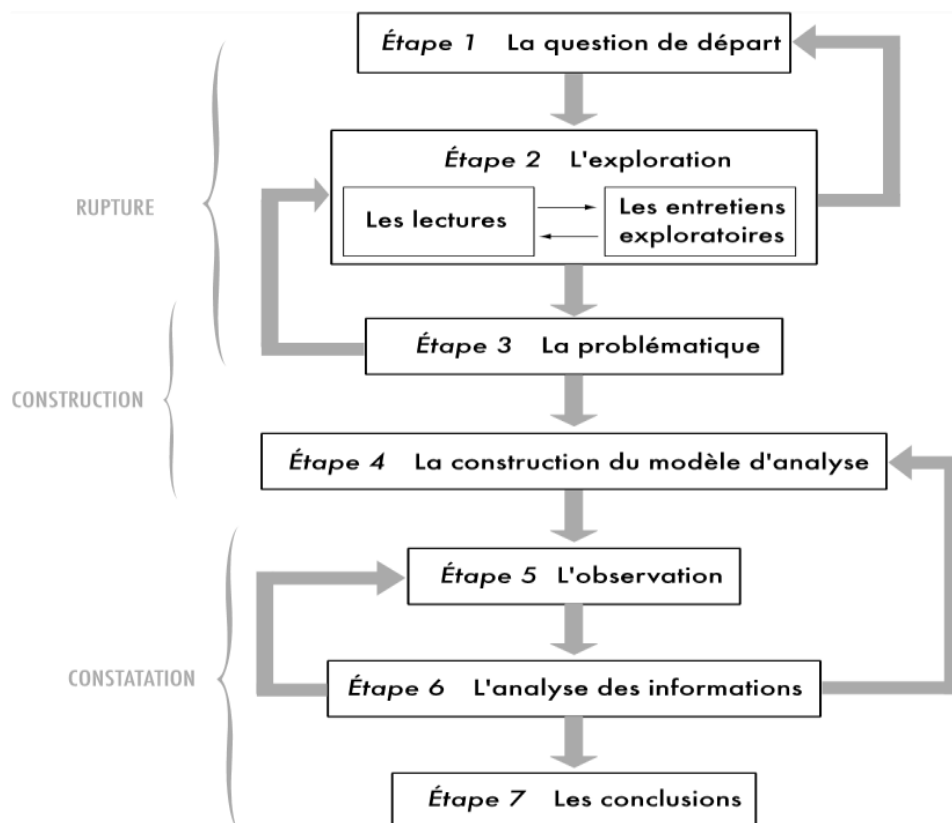 Étape 1 La question de départ
Étape 2 L'exploration
RUPTURE
Les lectures
Les entretiens
exploratoires
Étape 3 La problématique
CONSTRUCTION
Étape 4 La construction du modèle d'analyse
Étape 5 L'observation
CONSTATATION
Étape 6 L'analyse des informations
Étape 7 Les conclusions